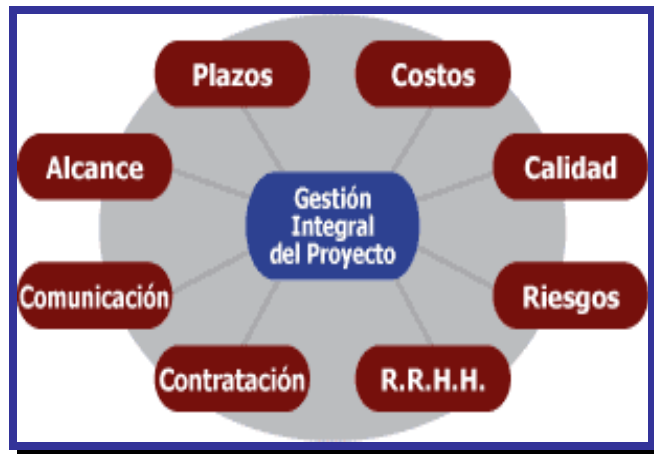 Plazos
Costos
Alcance
Calidad
Gestión
Integral
del Proyecto
Comunicación
Riesgos
Contratación
R.R.H.H.